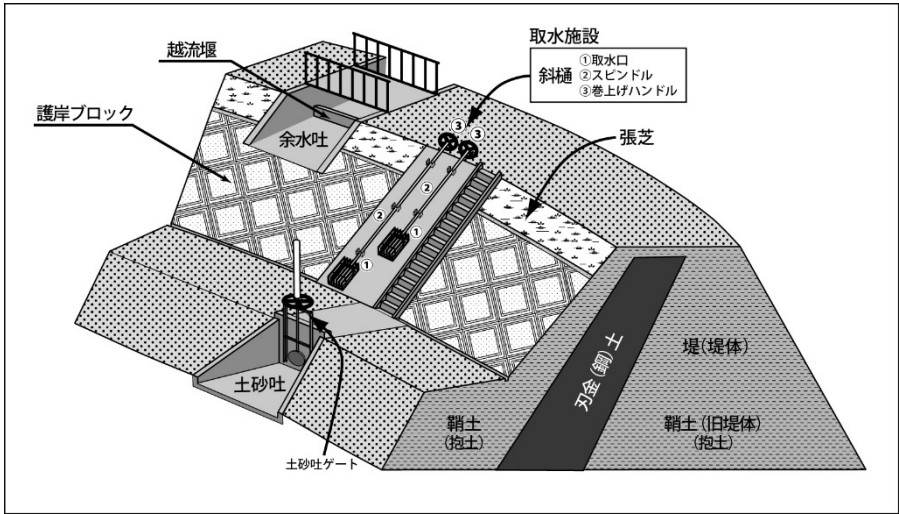 取水施設
斜樋
①取水口
②スピンドル
③巻上げハンドル
越流堰
護岸ブロック
余水吐
張芝
③
③
②
②
①
①
土砂吐
土砂吐ゲート
刃金(鋼)土
堤(堤体)
鞘土
(抱土)
鞘土(旧堤体)
(抱土)